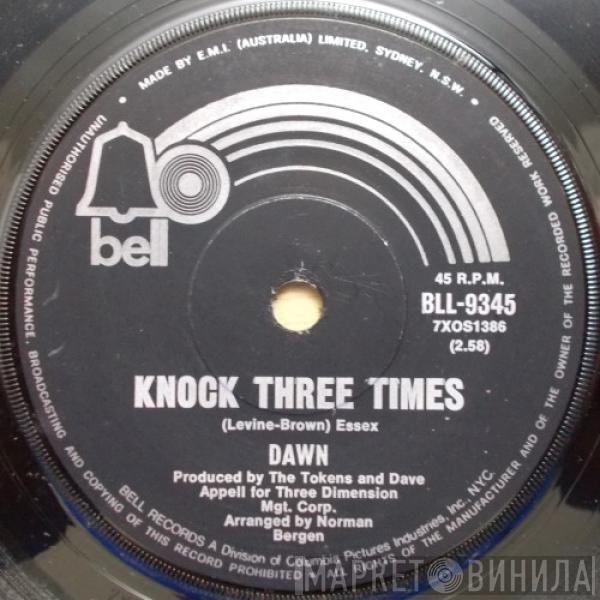 MADE BY E.M.I. (AUSTRALIA) LIMITED, SYDNEY, N.S.W.
UNAUTHORISED PUBLIC PERFORMANCE, BROADCASTING AND COPYING OF THIS RECORD PROHIBITED - ALL RIGHTS OF THE MANUFACTURER AND OF THE OWNER OF THE RECORDED WORK RESERVED
bell
45 R.P.M.
BLL-9345
7XOS1386
(2.58)
KNOCK THREE TIMES
(Levine-Brown) Essex
DAWN
Produced by The Tokens and Dave
Appell for Three Dimension
Mgt. Corp.
Arranged by Norman
Bergen
BELL RECORDS A Division of Columbia Pictures Industries, Inc., N.Y.C.
МАРКЕТ ВИНИЛА